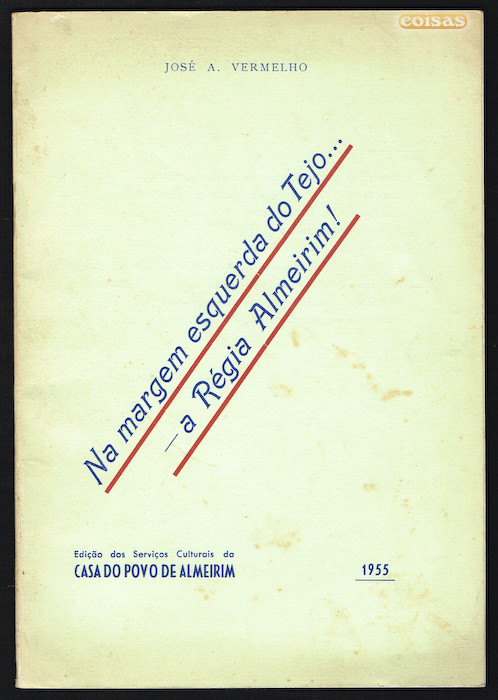 coisas
JOSÉ A. VERMELHO
Na margem esquerda do Tejo...
— a Régia Almeirim!
Edição dos Serviços Culturais da
CASA DO POVO DE ALMEIRIM
1955